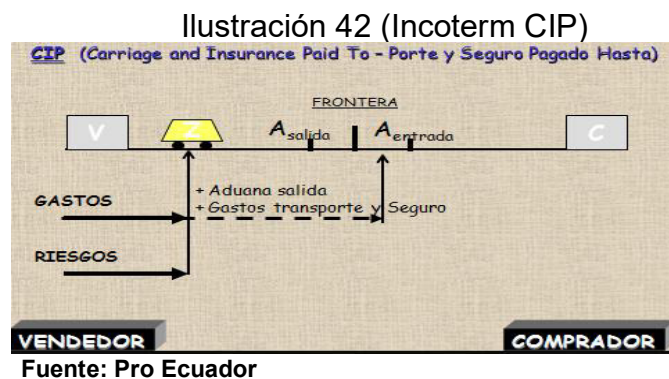 Ilustración 42 (Incoterm CIP)
CIP (Carriage and Insurance Paid To - Porte y Seguro Pagado Hasta)
FRONTERA
V Z Asalida Aentrada C
+ Aduana salida
GASTOS
+ Gastos transporte y Seguro
RIESGOS
VENDEDOR COMPRADOR
Fuente: Pro Ecuador